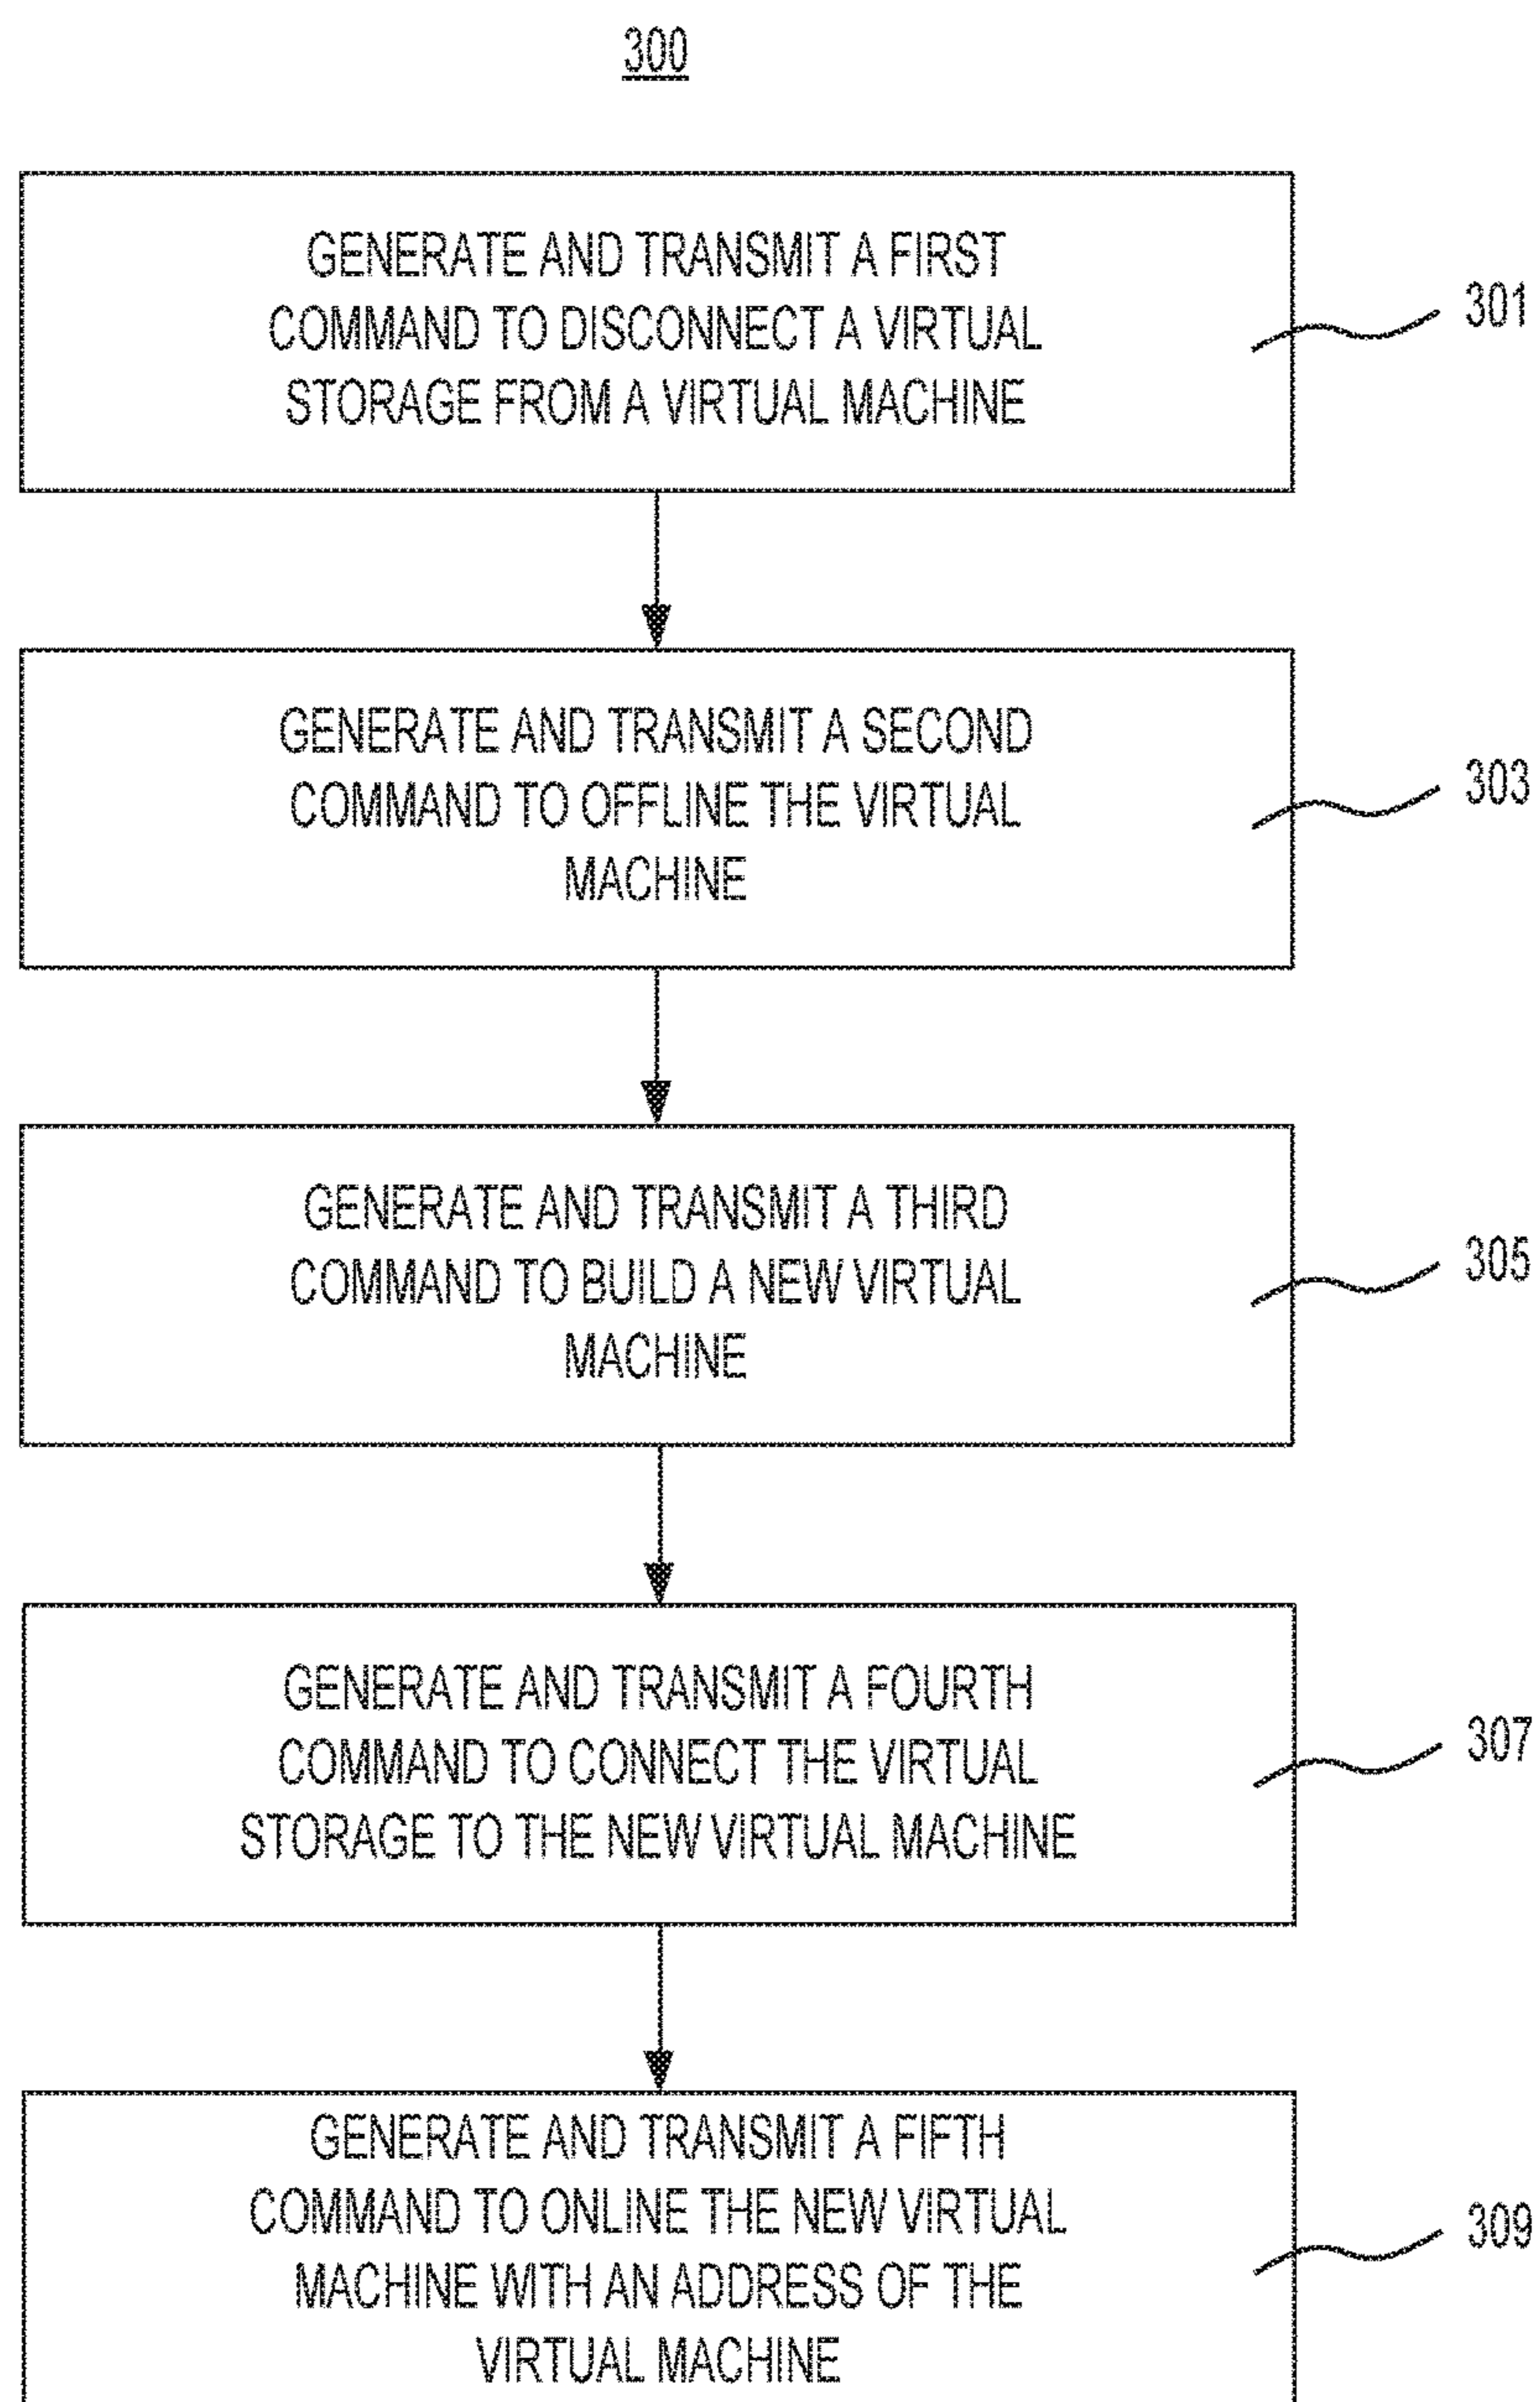 300
GENERATE AND TRANSMIT A FIRST
COMMAND TO DISCONNECT A VIRTUAL
STORAGE FROM A VIRTUAL MACHINE
301
GENERATE AND TRANSMIT A SECOND
COMMAND TO OFFLINE THE VIRTUAL
MACHINE
303
GENERATE AND TRANSMIT A THIRD
COMMAND TO BUILD A NEW VIRTUAL
MACHINE
305
GENERATE AND TRANSMIT A FOURTH
COMMAND TO CONNECT THE VIRTUAL
STORAGE TO THE NEW VIRTUAL MACHINE
307
GENERATE AND TRANSMIT A FIFTH
COMMAND TO ONLINE THE NEW VIRTUAL
MACHINE WITH AN ADDRESS OF THE
VIRTUAL MACHINE
309